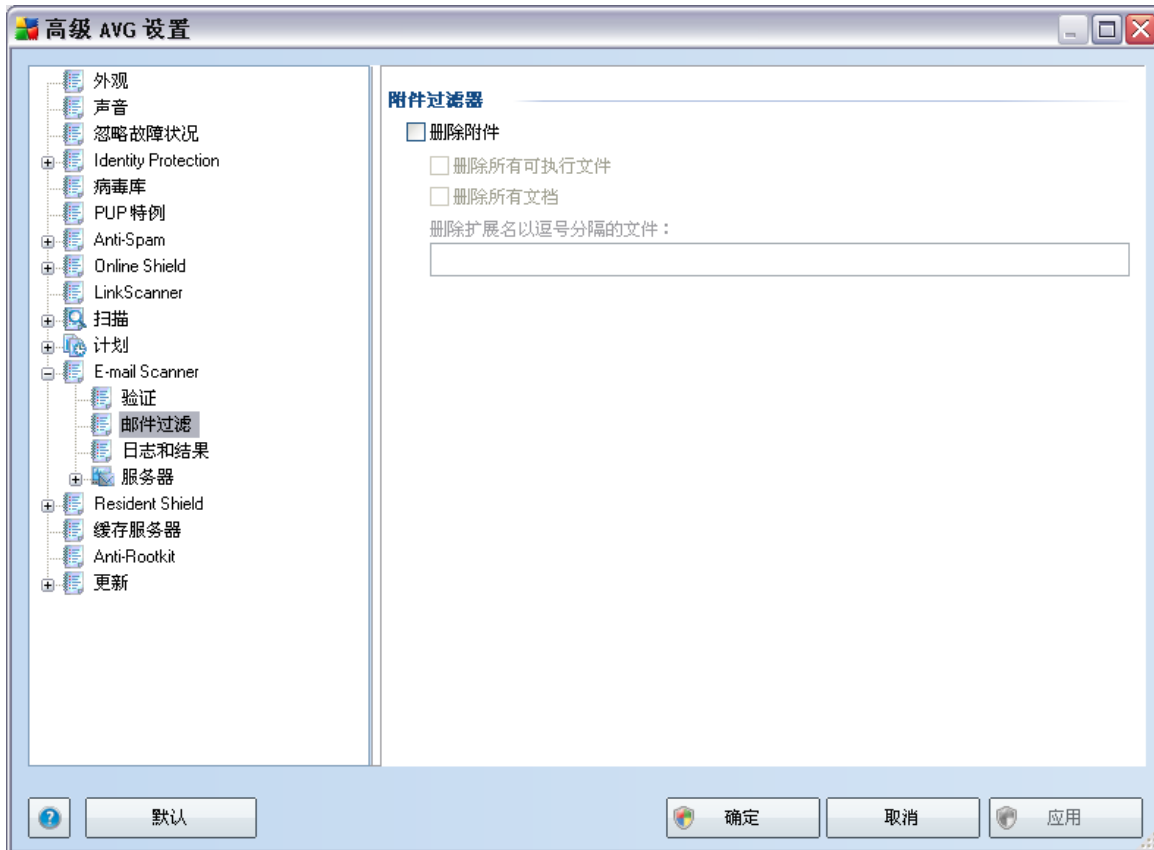 高级 AVG 设置
外观
声音
忽略故障状况
Identity Protection
病毒库
PUP 特例
Anti-Spam
Online Shield
LinkScanner
扫描
计划
E-mail Scanner
验证
邮件过滤
日志和结果
服务器
Resident Shield
缓存服务器
Anti-Rootkit
更新
附件过滤器
删除附件
删除所有可执行文件
删除所有文档
删除扩展名以逗号分隔的文件：
默认
确定
取消
应用